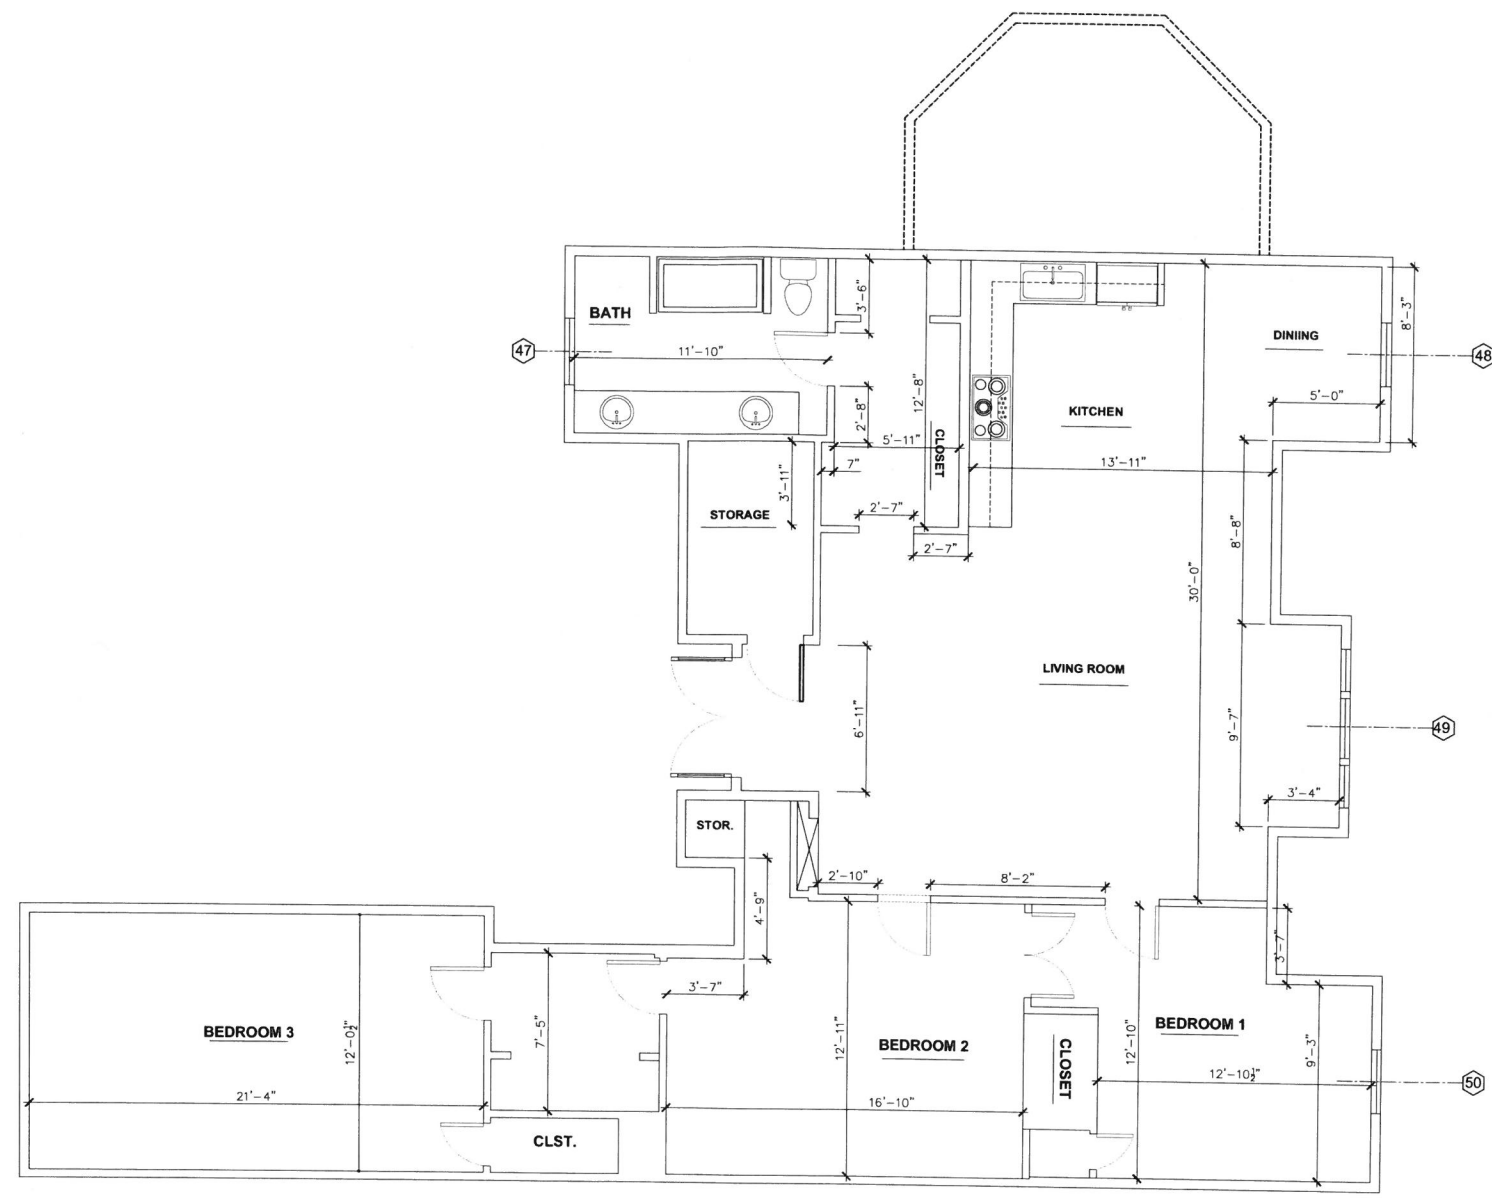 BATH
3'-6"
47
11'-10"
12'-8"
2'-8"
5'-11"
CLOSET
7"
3'-11"
STORAGE
2'-7"
2'-7"
KITCHEN
DINIING
8'-3"
48
5'-0"
13'-11"
8'-8"
30'-0"
LIVING ROOM
6'-11"
9'-7"
49
3'-4"
STOR.
2'-10"
8'-2"
4'-9"
3'-7"
3'-7"
BEDROOM 3
12'-0½"
7'-5"
12'-11"
BEDROOM 2
CLOSET
12'-10"
BEDROOM 1
9'-3"
12'-10½"
50
21'-4"
16'-10"
CLST.